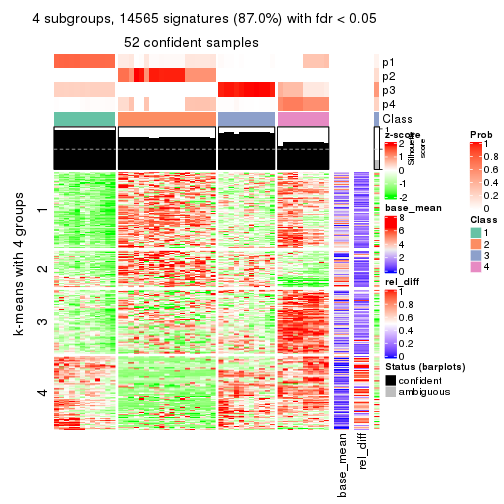 4 subgroups, 14565 signatures (87.0%) with fdr < 0.05
52 confident samples
p1
p2
p3
p4
Class
1
Silhouette
score
k-means with 4 groups
1
2
3
4
base_mean
rel_diff
z-score
2
1
0
-1
-2
base_mean
8
6
4
2
0
rel_diff
1
0.8
0.6
0.4
0.2
0
Status (barplots)
confident
ambiguous
Prob
1
0.8
0.6
0.4
0.2
0
Class
1
2
3
4